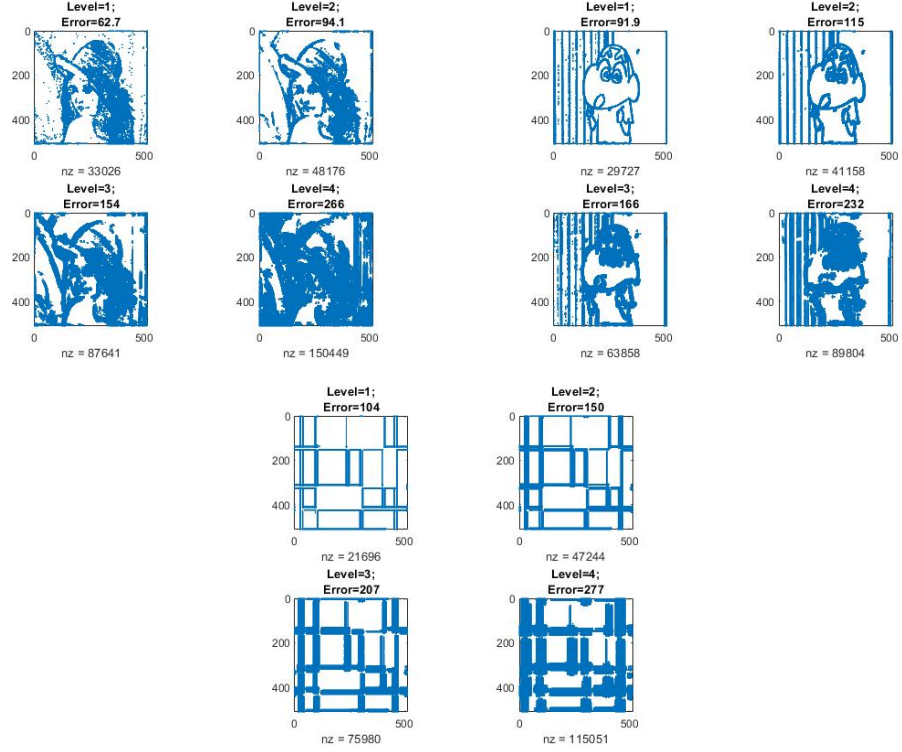 Level=1;
Error=62.7
0
200
400
0
500
nz = 33026
Level=2;
Error=94.1
0
200
400
0
500
nz = 48176
Level=1;
Error=91.9
0
200
400
0
500
nz = 29727
Level=2;
Error=115
0
200
400
0
500
nz = 41158
Level=3;
Error=154
0
200
400
0
500
nz = 87641
Level=4;
Error=266
0
200
400
0
500
nz = 150449
Level=3;
Error=166
0
200
400
0
500
nz = 63858
Level=4;
Error=232
0
200
400
0
500
nz = 89804
Level=1;
Error=104
0
200
400
0
500
nz = 21696
Level=2;
Error=150
0
200
400
0
500
nz = 47244
Level=3;
Error=207
0
200
400
0
500
nz = 75980
Level=4;
Error=277
0
200
400
0
500
nz = 115051